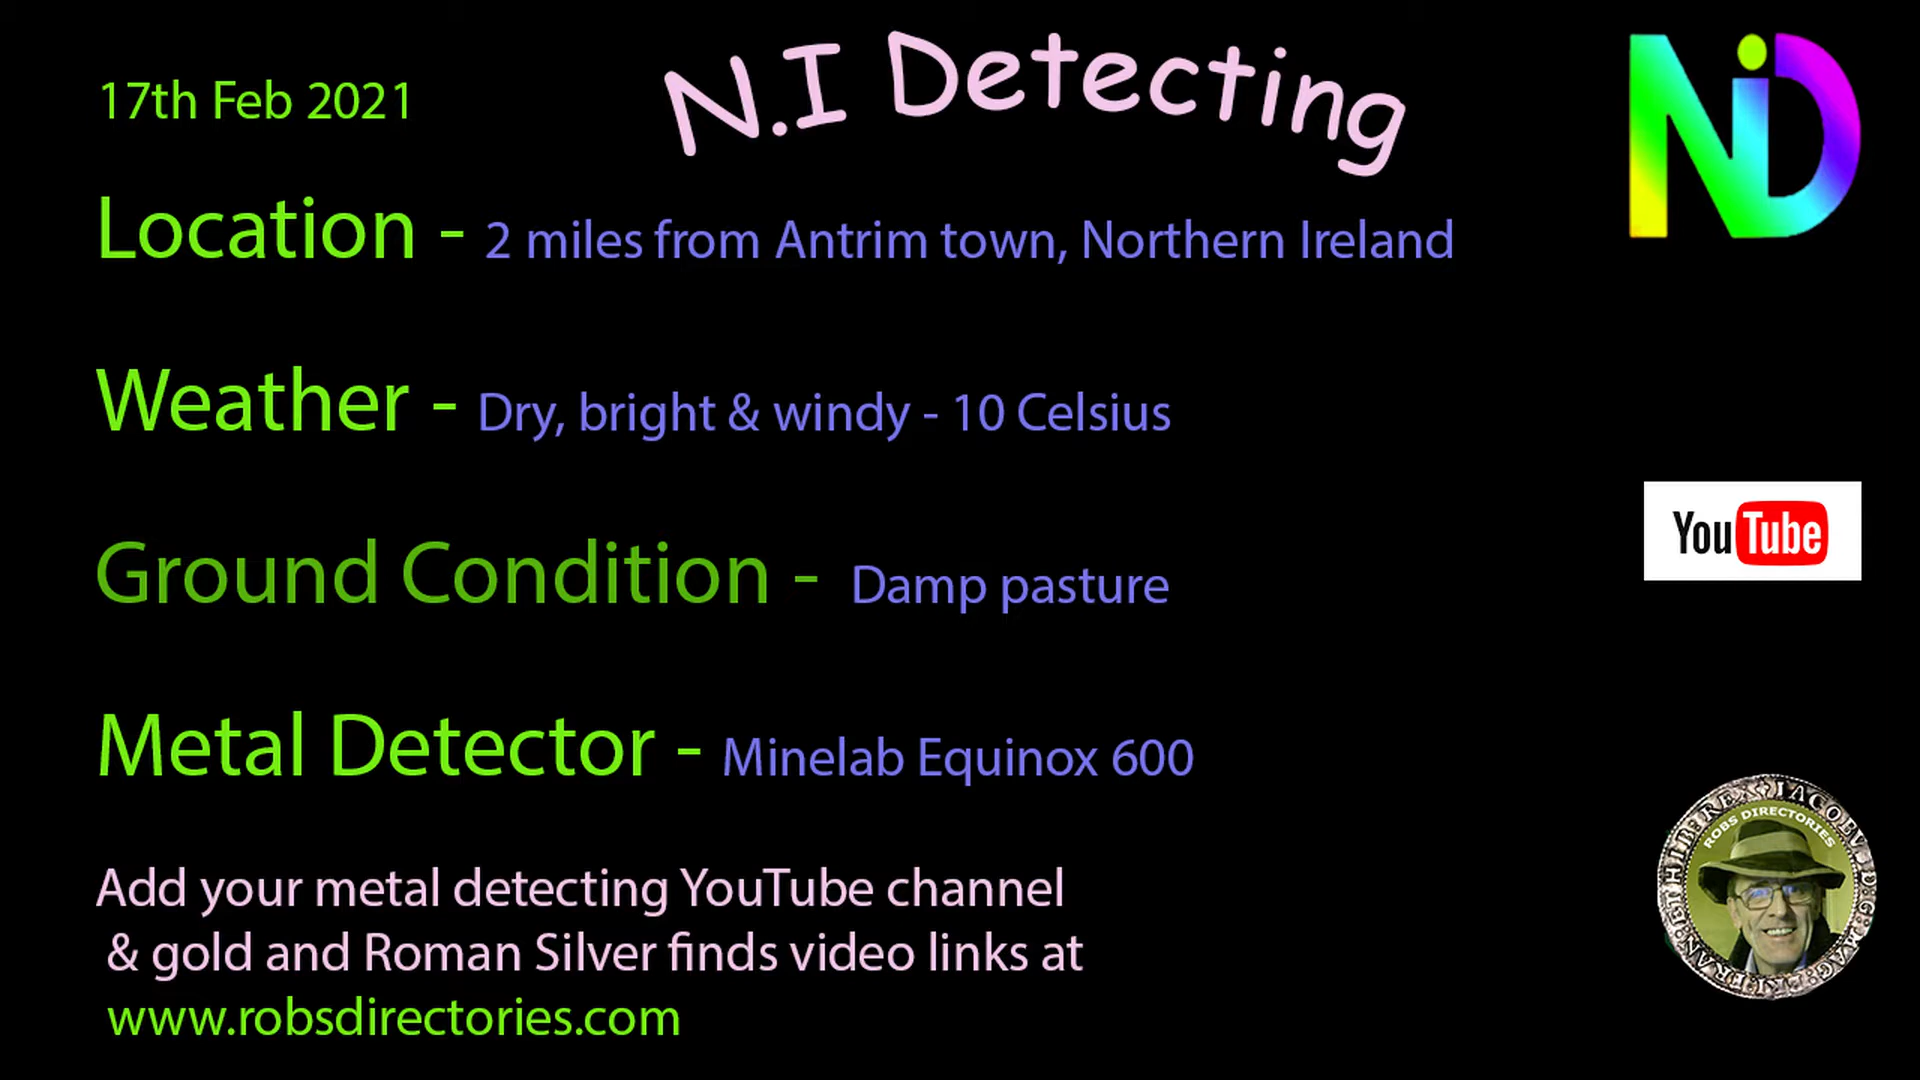 17th Feb 2021
N.I Detecting
NiD
Location - 2 miles from Antrim town, Northern Ireland
Weather - Dry, bright & windy - 10 Celsius
YouTube
Ground Condition - Damp pasture
Metal Detector - Minelab Equinox 600
ROBS DIRECTORIES
Add your metal detecting YouTube channel
& gold and Roman Silver finds video links at
www.robsdirectories.com